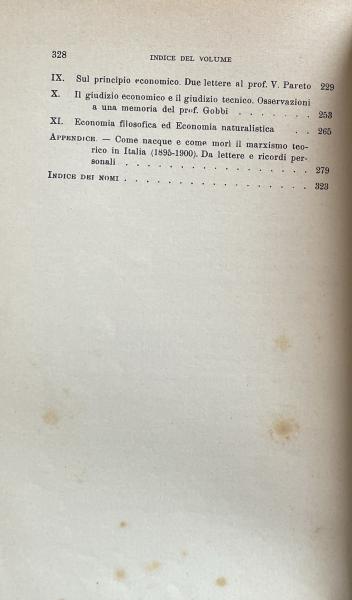 328 INDICE DEL VOLUME
IX. Sul principio economico. Due lettere al prof. V. Pareto 229
X. Il giudizio economico e il giudizio tecnico. Osservazioni
a una memoria del prof. Gobbi . . . . . . . 253
XI. Economia filosofica ed Economia naturalistica . . 265
APPENDICE. — Come nacque e come morì il marxismo teo-
rico in Italia (1895-1900). Da lettere e ricordi per-
sonali . . . . . . . . . . . . . . . . 279
INDICE DEI NOMI . . . . . . . . . . . . . . . . 323